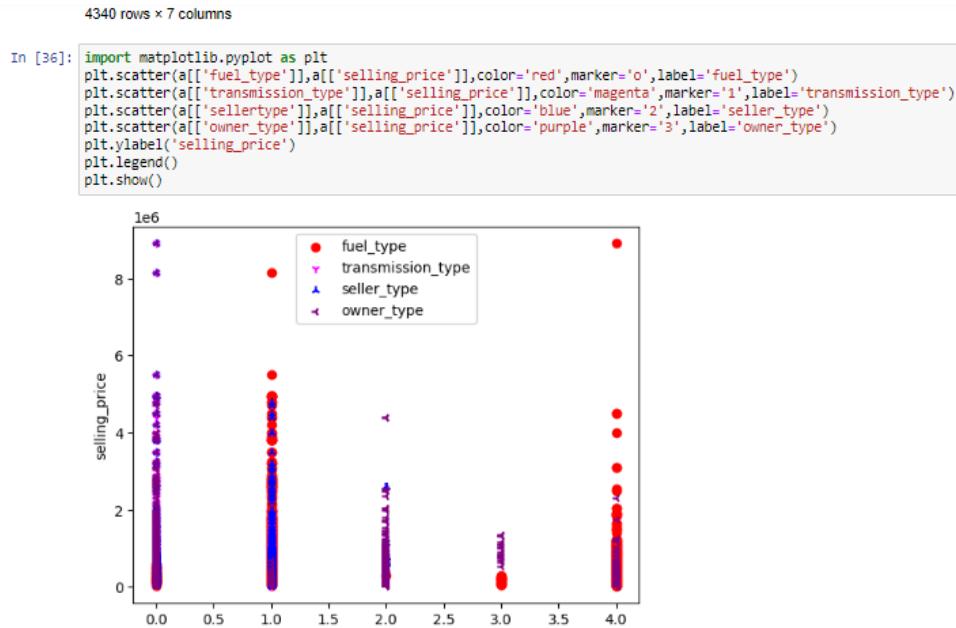 4340 rows × 7 columns
In [36]: import matplotlib.pyplot as plt
plt.scatter(a[['fuel_type']],a[['selling_price']],color='red',marker='o',label='fuel_type')
plt.scatter(a[['transmission_type']],a[['selling_price']],color='magenta',marker='1',label='transmission_type')
plt.scatter(a[['sellertype']],a[['selling_price']],color='blue',marker='2',label='seller_type')
plt.scatter(a[['owner_type']],a[['selling_price']],color='purple',marker='3',label='owner_type')
plt.ylabel('selling_price')
plt.legend()
plt.show()
1e6
fuel_type
transmission_type
seller_type
owner_type
8
6
4
2
0
selling_price
0.0 0.5 1.0 1.5 2.0 2.5 3.0 3.5 4.0